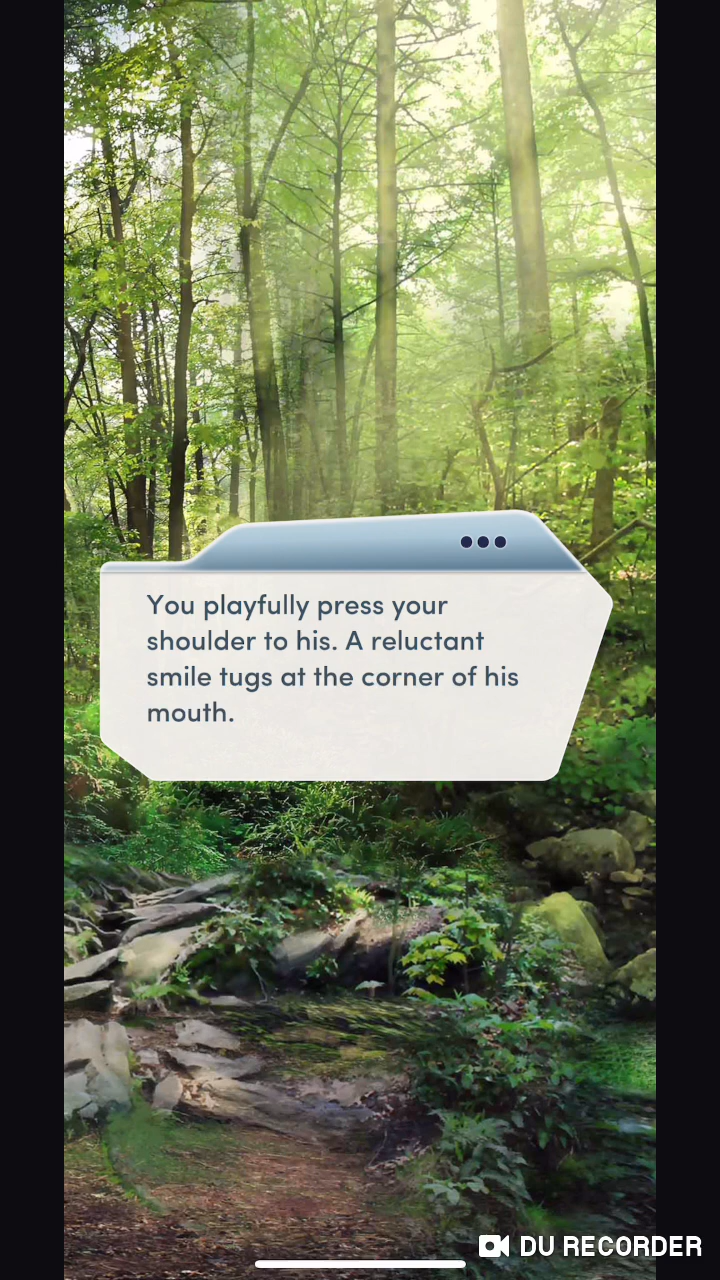 You playfully press your
shoulder to his. A reluctant
smile tugs at the corner of his
mouth.
DU RECORDER